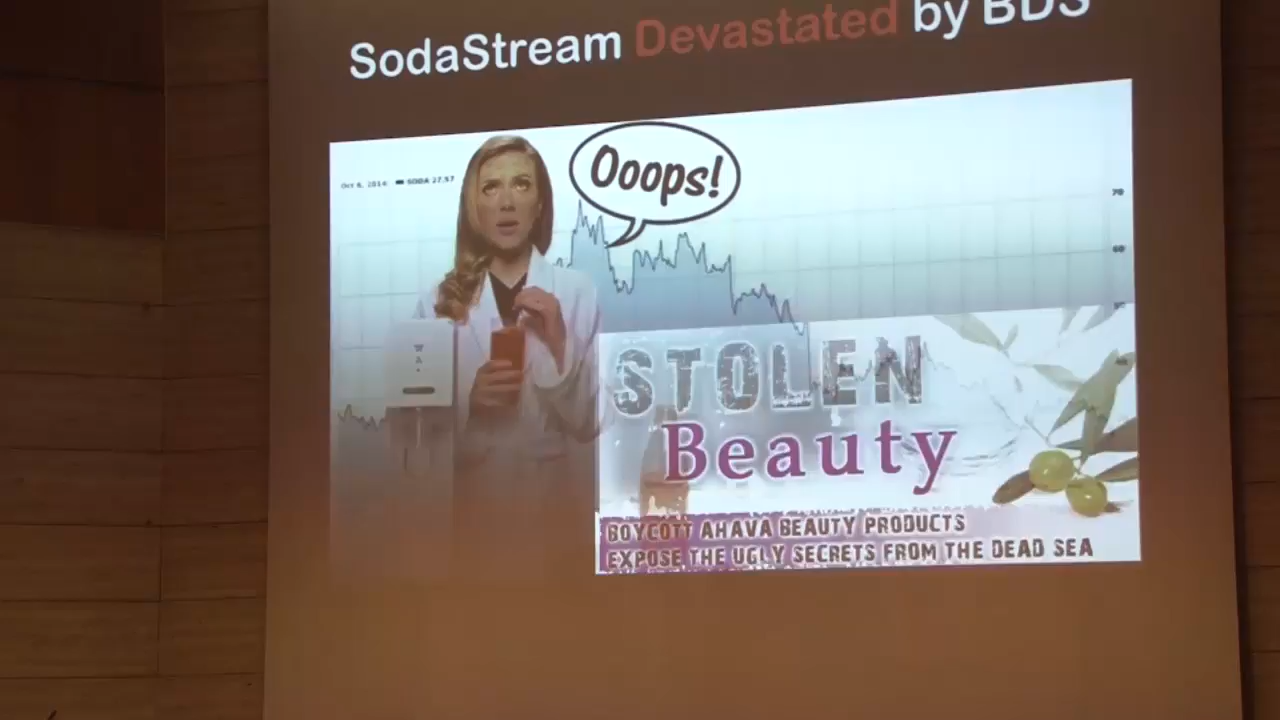 SodaStream Devastated by BDS
Oct 6, 2014: SODA 27.57
Ooops!
70
60
STOLEN
Beauty
BOYCOTT AHAVA BEAUTY PRODUCTS
EXPOSE THE UGLY SECRETS FROM THE DEAD SEA